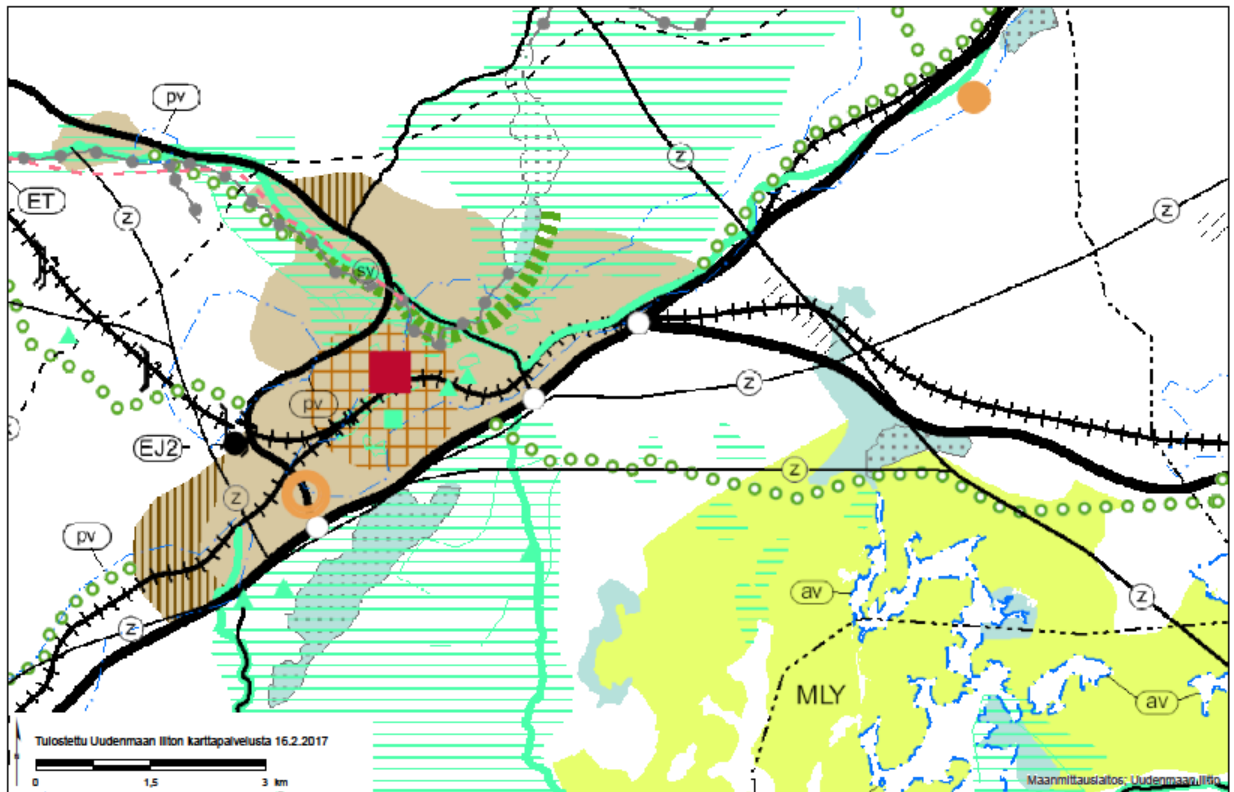 pv
z
z
ET
z
sv
z
pv
EJ2
z
z
pv
av
z
z
MLY
av
Tulostettu Uudenmaan liiton karttapalvelusta 16.2.2017
0 1,5 3 km
Maanmittauslaitos; Uudenmaan liitto